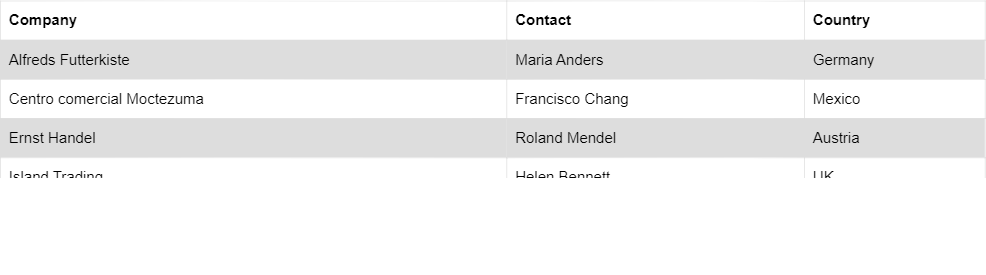 Company Contact Country
Alfreds Futterkiste Maria Anders Germany
Centro comercial Moctezuma Francisco Chang Mexico
Ernst Handel Roland Mendel Austria
Island Trading Helen Bennett UK